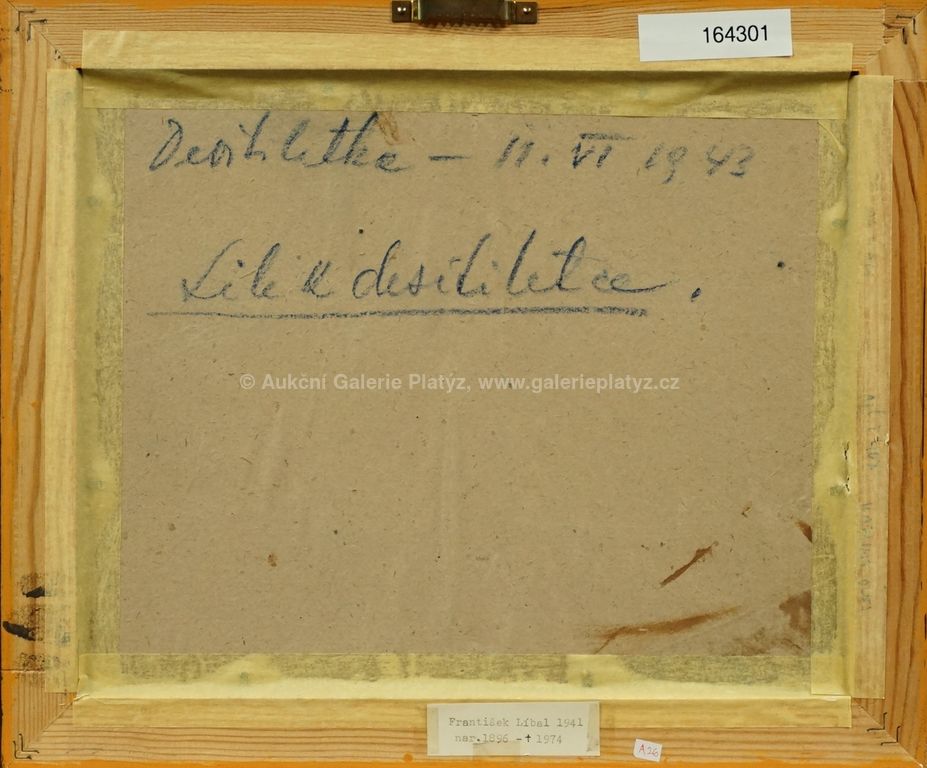 164301
Desítiletka – 11. VI 1943
Lile k desítiletce.
© Aukční Galerie Platýz, www.galerieplatyz.cz
František Líbal 1941
nar.1896 -✝ 1974
A26